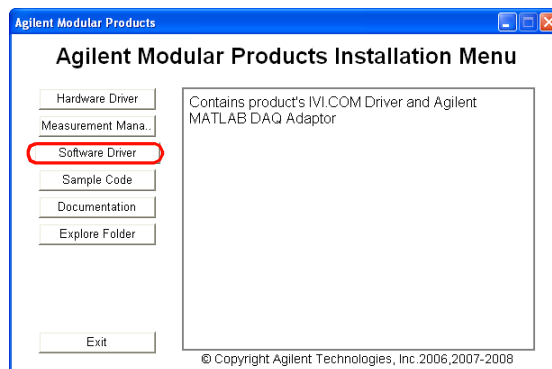 Agilent Modular Products
Agilent Modular Products Installation Menu
Hardware Driver
Measurement Mana..
Software Driver
Sample Code
Documentation
Explore Folder
Exit
Contains product's IVI.COM Driver and Agilent
MATLAB DAQ Adaptor
© Copyright Agilent Technologies, Inc.2006,2007-2008